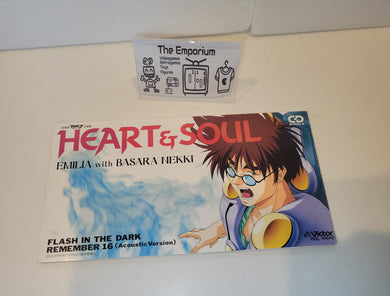 The Emporium
Videogames
Retrogames
Toys
Figures
HEART & SOUL
EMILIA with BASARA NEKKI
FLASH IN THE DARK
REMEMBER 16 (Acoustic Version)
CD
Victor